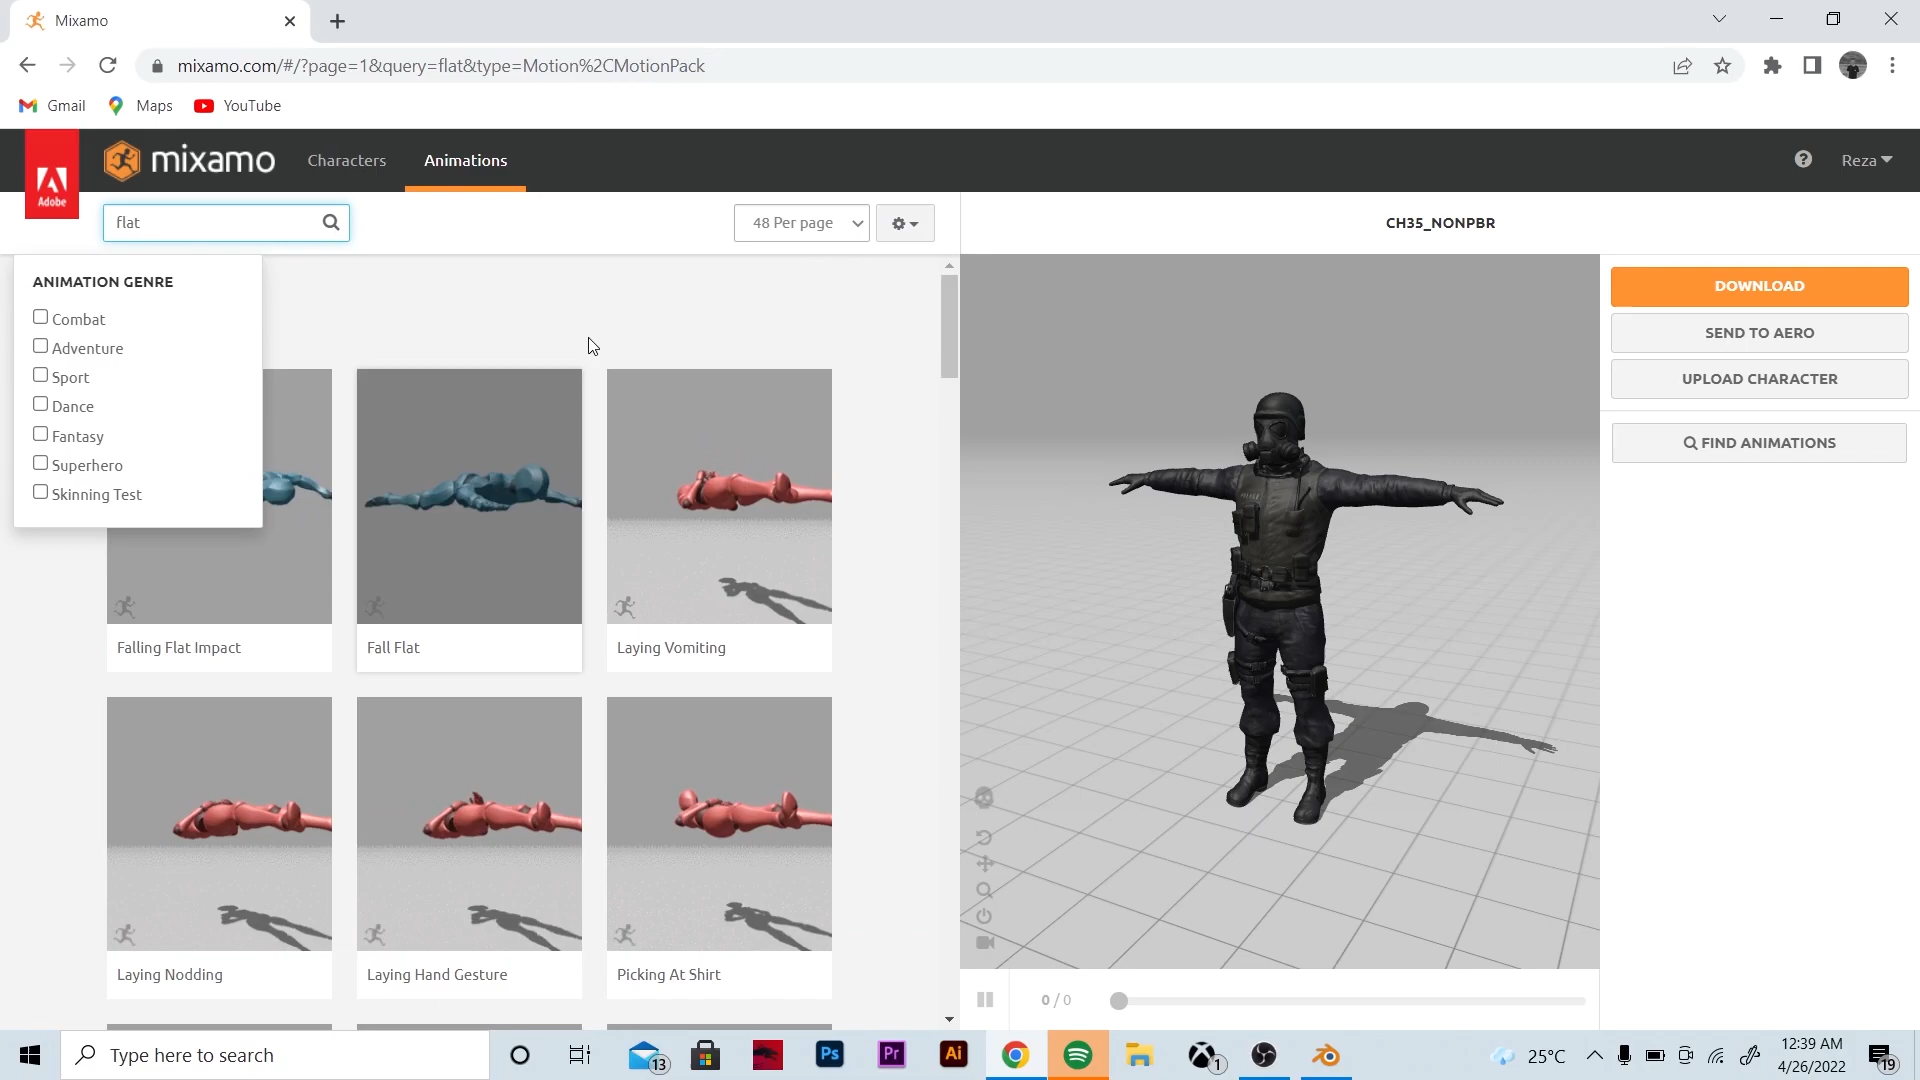 Mixamo
mixamo.com/#/?page=1&query=flat&type=Motion%2CMotionPack
Gmail
Maps
YouTube
Adobe
mixamo
Characters
Animations
Reza
flat
48 Per page
CH35_NONPBR
ANIMATION GENRE
Combat
Adventure
Sport
Dance
Fantasy
Superhero
Skinning Test
DOWNLOAD
SEND TO AERO
UPLOAD CHARACTER
FIND ANIMATIONS
Falling Flat Impact
Fall Flat
Laying Vomiting
Laying Nodding
Laying Hand Gesture
Picking At Shirt
0 / 0
Type here to search
13
Ps
Pr
Ai
1
25°C
12:39 AM
4/26/2022
19